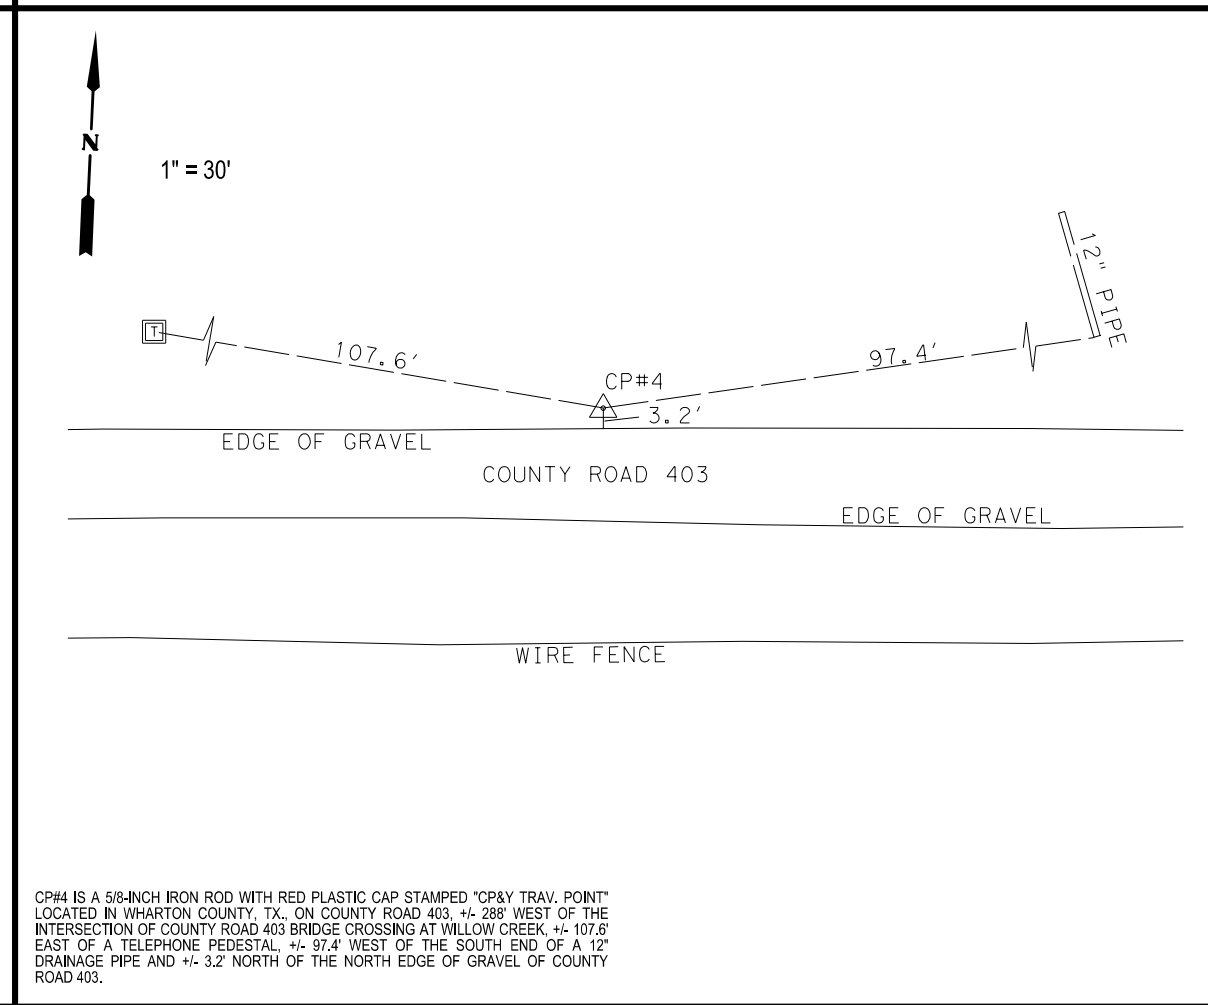 N
1" = 30'
12" PIPE
T
107.6'
97.4'
CP#4
3.2'
EDGE OF GRAVEL
COUNTY ROAD 403
EDGE OF GRAVEL
WIRE FENCE
CP#4 IS A 5/8-INCH IRON ROD WITH RED PLASTIC CAP STAMPED "CP&Y TRAV. POINT"
LOCATED IN WHARTON COUNTY, TX., ON COUNTY ROAD 403, +/- 288' WEST OF THE
INTERSECTION OF COUNTY ROAD 403 BRIDGE CROSSING AT WILLOW CREEK, +/- 107.6'
EAST OF A TELEPHONE PEDESTAL, +/- 97.4' WEST OF THE SOUTH END OF A 12"
DRAINAGE PIPE AND +/- 3.2' NORTH OF THE NORTH EDGE OF GRAVEL OF COUNTY
ROAD 403.